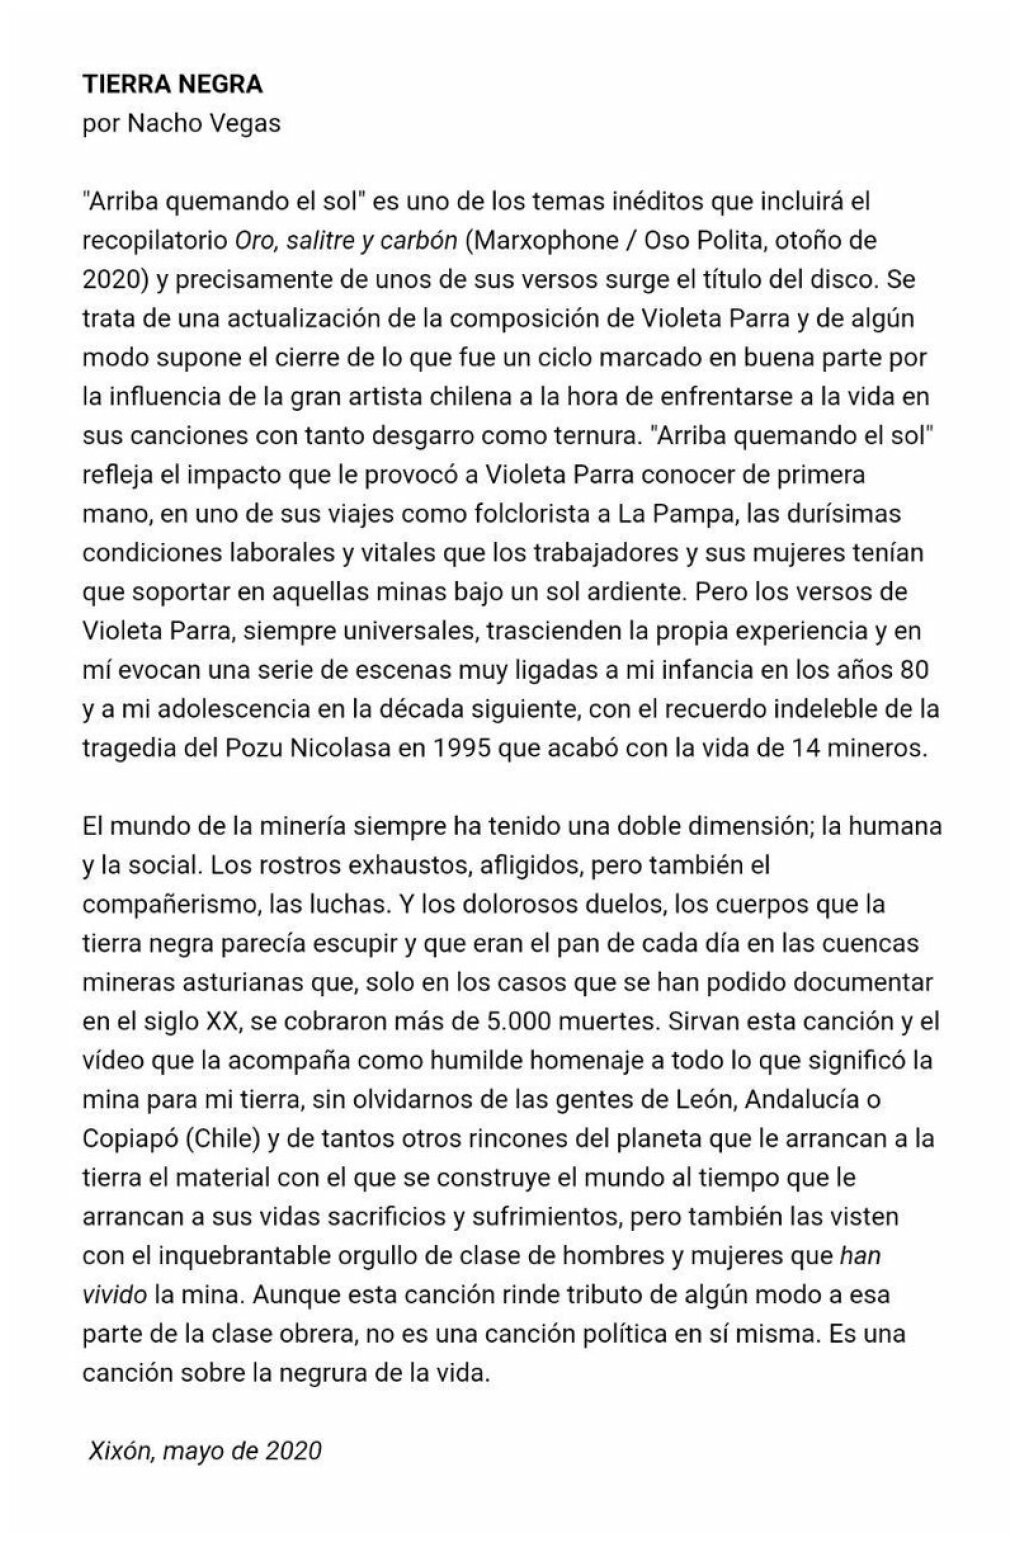 TIERRA NEGRA
por Nacho Vegas
"Arriba quemando el sol" es uno de los temas inéditos que incluirá el
recopilatorio Oro, salitre y carbón (Marxophone / Oso Polita, otoño de
2020) y precisamente de unos de sus versos surge el título del disco. Se
trata de una actualización de la composición de Violeta Parra y de algún
modo supone el cierre de lo que fue un ciclo marcado en buena parte por
la influencia de la gran artista chilena a la hora de enfrentarse a la vida en
sus canciones con tanto desgarro como ternura. "Arriba quemando el sol"
refleja el impacto que le provocó a Violeta Parra conocer de primera
mano, en uno de sus viajes como folclorista a La Pampa, las durísimas
condiciones laborales y vitales que los trabajadores y sus mujeres tenían
que soportar en aquellas minas bajo un sol ardiente. Pero los versos de
Violeta Parra, siempre universales, trascienden la propia experiencia y en
mí evocan una serie de escenas muy ligadas a mi infancia en los años 80
y a mi adolescencia en la década siguiente, con el recuerdo indeleble de la
tragedia del Pozu Nicolasa en 1995 que acabó con la vida de 14 mineros.
El mundo de la minería siempre ha tenido una doble dimensión; la humana
y la social. Los rostros exhaustos, afligidos, pero también el
compañerismo, las luchas. Y los dolorosos duelos, los cuerpos que la
tierra negra parecía escupir y que eran el pan de cada día en las cuencas
mineras asturianas que, solo en los casos que se han podido documentar
en el siglo XX, se cobraron más de 5.000 muertes. Sirvan esta canción y el
vídeo que la acompaña como humilde homenaje a todo lo que significó la
mina para mi tierra, sin olvidarnos de las gentes de León, Andalucía o
Copiapó (Chile) y de tantos otros rincones del planeta que le arrancan a la
tierra el material con el que se construye el mundo al tiempo que le
arrancan a sus vidas sacrificios y sufrimientos, pero también las visten
con el inquebrantable orgullo de clase de hombres y mujeres que han
vivido la mina. Aunque esta canción rinde tributo de algún modo a esa
parte de la clase obrera, no es una canción política en sí misma. Es una
canción sobre la negrura de la vida.
Xixón, mayo de 2020